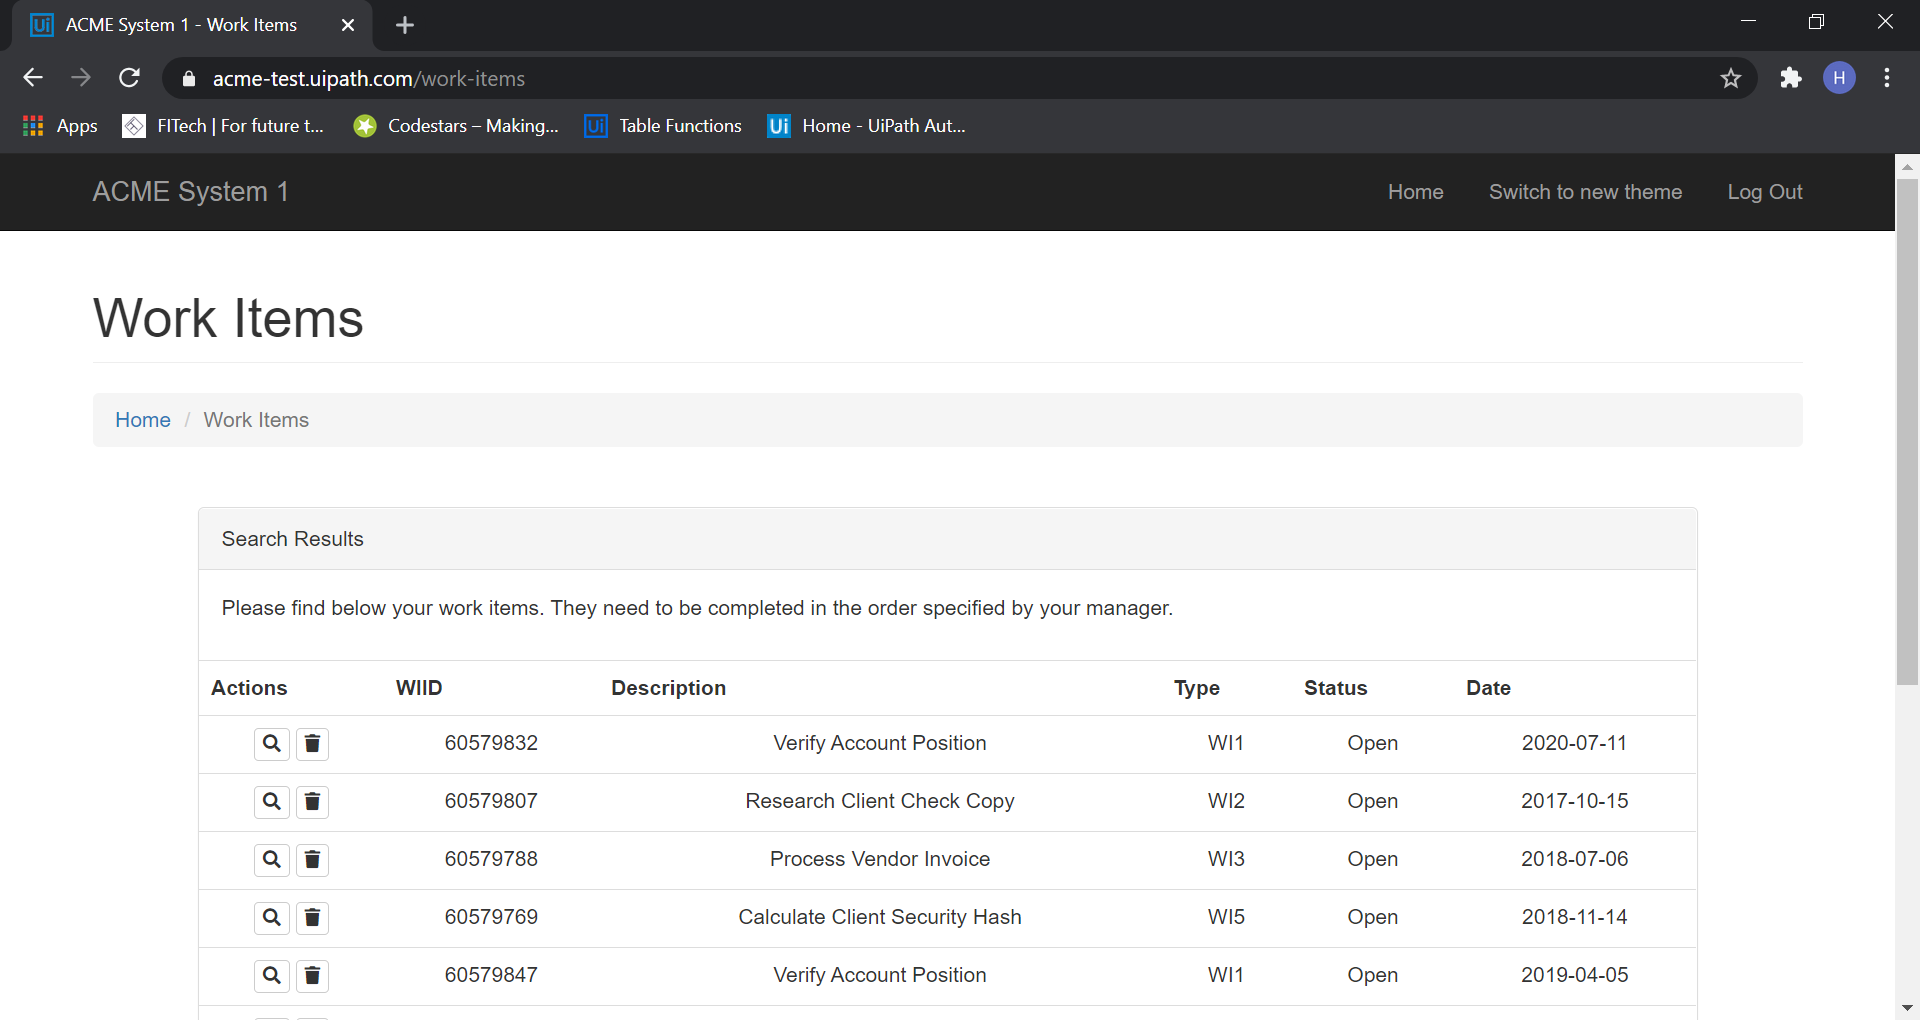 Ui ACME System 1 - Work Items
acme-test.uipath.com/work-items
H
Apps FITech | For future t... Codestars – Making... Ui Table Functions Ui Home - UiPath Aut...
ACME System 1 Home Switch to new theme Log Out
Work Items
Home / Work Items
Search Results
Please find below your work items. They need to be completed in the order specified by your manager.
Actions WIID Description Type Status Date
60579832 Verify Account Position WI1 Open 2020-07-11
60579807 Research Client Check Copy WI2 Open 2017-10-15
60579788 Process Vendor Invoice WI3 Open 2018-07-06
60579769 Calculate Client Security Hash WI5 Open 2018-11-14
60579847 Verify Account Position WI1 Open 2019-04-05